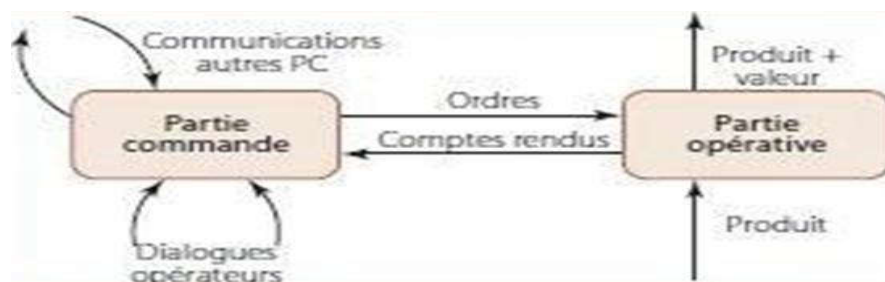 Communications
autres PC
Produit +
valeur
Ordres
Partie
commande
Comptes rendus
Partie
opérative
Produit
Dialogues
opérateurs